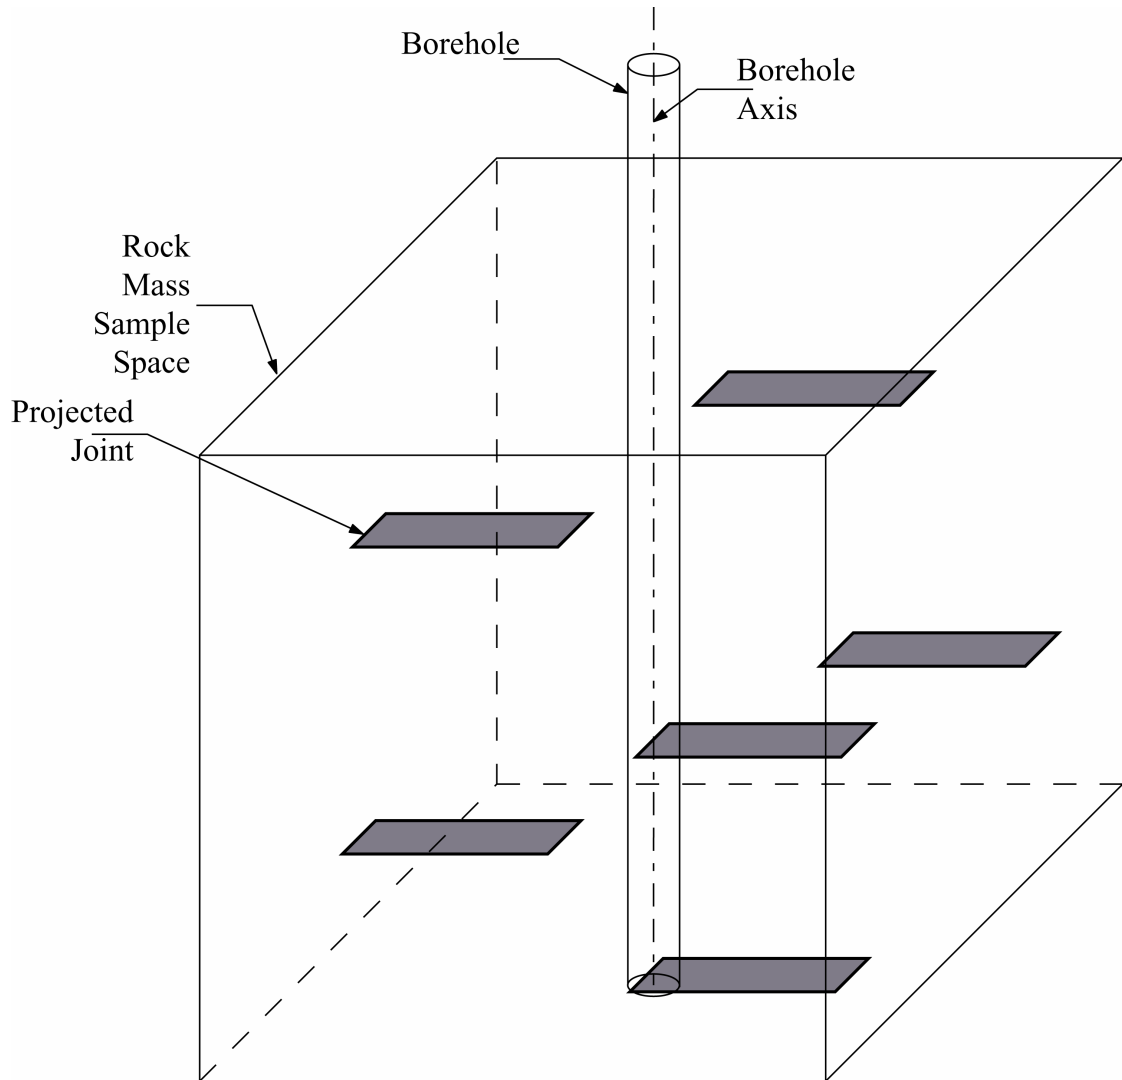 Borehole
Borehole
Axis
Rock
Mass
Sample
Space
Projected
Joint